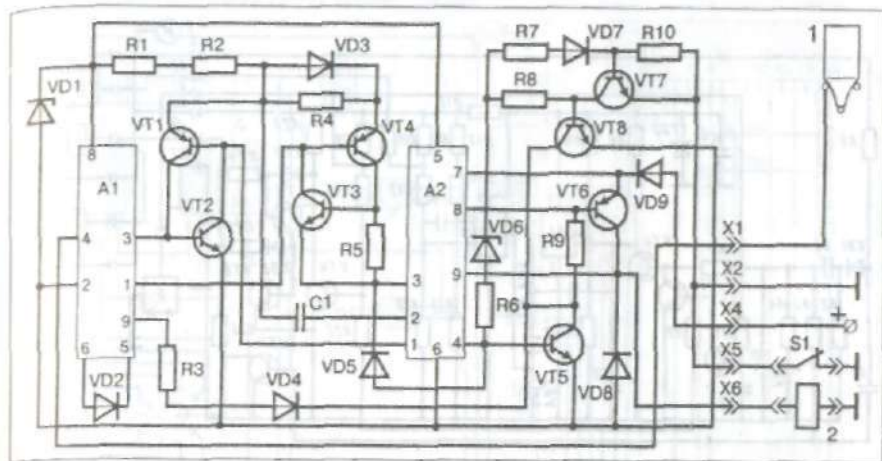 R1 R2 VD3 R7 VD7 R10 1
VD1
R4 R8
VT1 VT4 VT7
8 5 VT8
A1 A2 7
VT3 VT6
VT2 8 VD9
4 3 VD6 R9 X1
R5
2 9 X2
1 3 R6 +
9 C1 2 X4
X5 S1
1 4
6 5 R3 VD5 6 X6
VD2 VD4 VT5 VD8
2